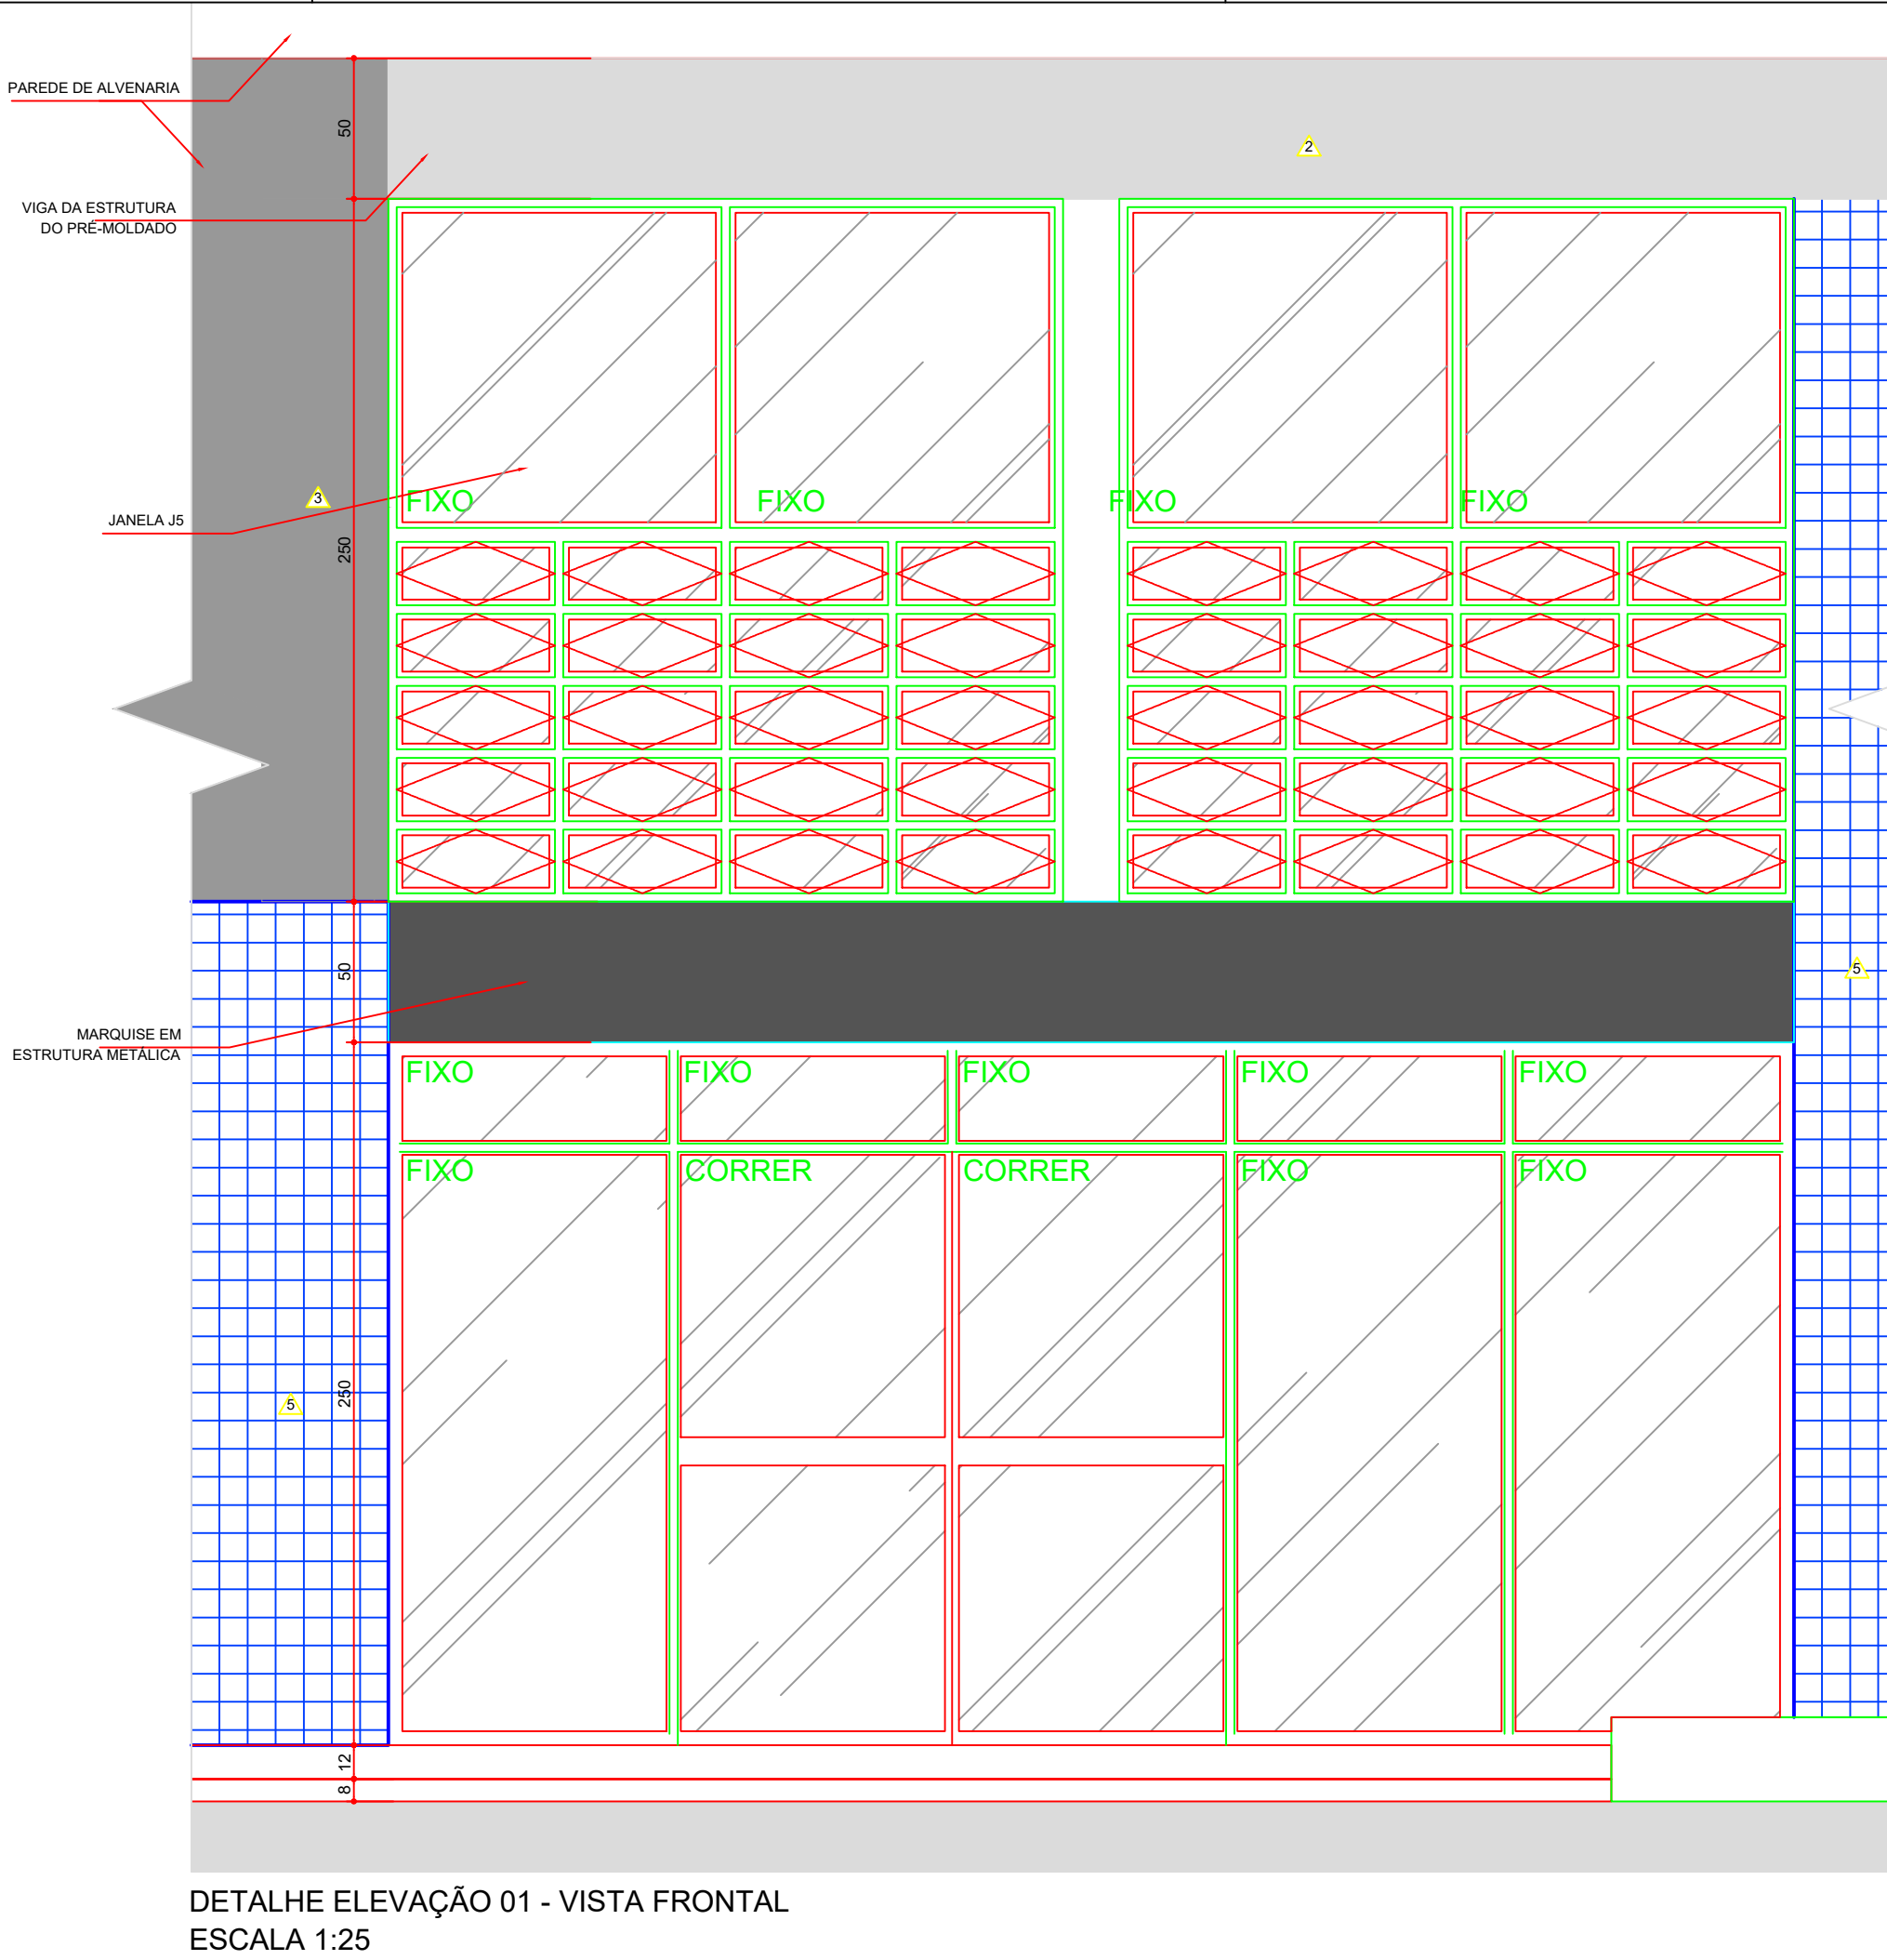 PAREDE DE ALVENARIA
50
2
VIGA DA ESTRUTURA
DO PRÉ-MOLDADO
3
FIXO
FIXO
FIXO
FIXO
JANELA J5
250
50
5
MARQUISE EM
ESTRUTURA METÁLICA
FIXO
FIXO
FIXO
FIXO
FIXO
FIXO
CORRER
CORRER
FIXO
FIXO
250
5
12
8
DETALHE ELEVAÇÃO 01 - VISTA FRONTAL
ESCALA 1:25